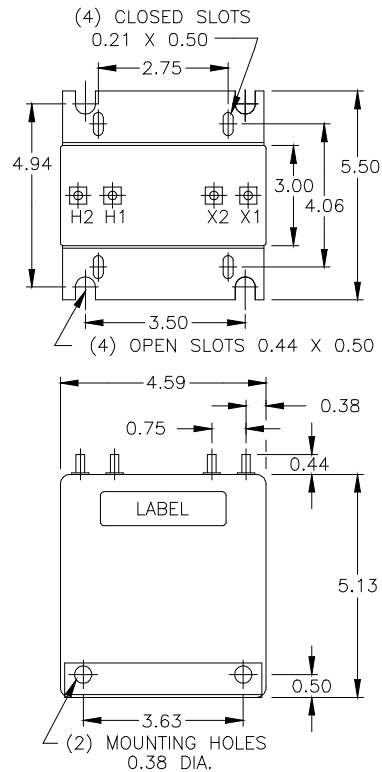 (4) CLOSED SLOTS
0.21 X 0.50
2.75
4.94
3.00
4.06
5.50
H2 H1 X2 X1
3.50
(4) OPEN SLOTS 0.44 X 0.50
4.59
0.38
0.75
0.44
LABEL
5.13
0.50
3.63
(2) MOUNTING HOLES
0.38 DIA.